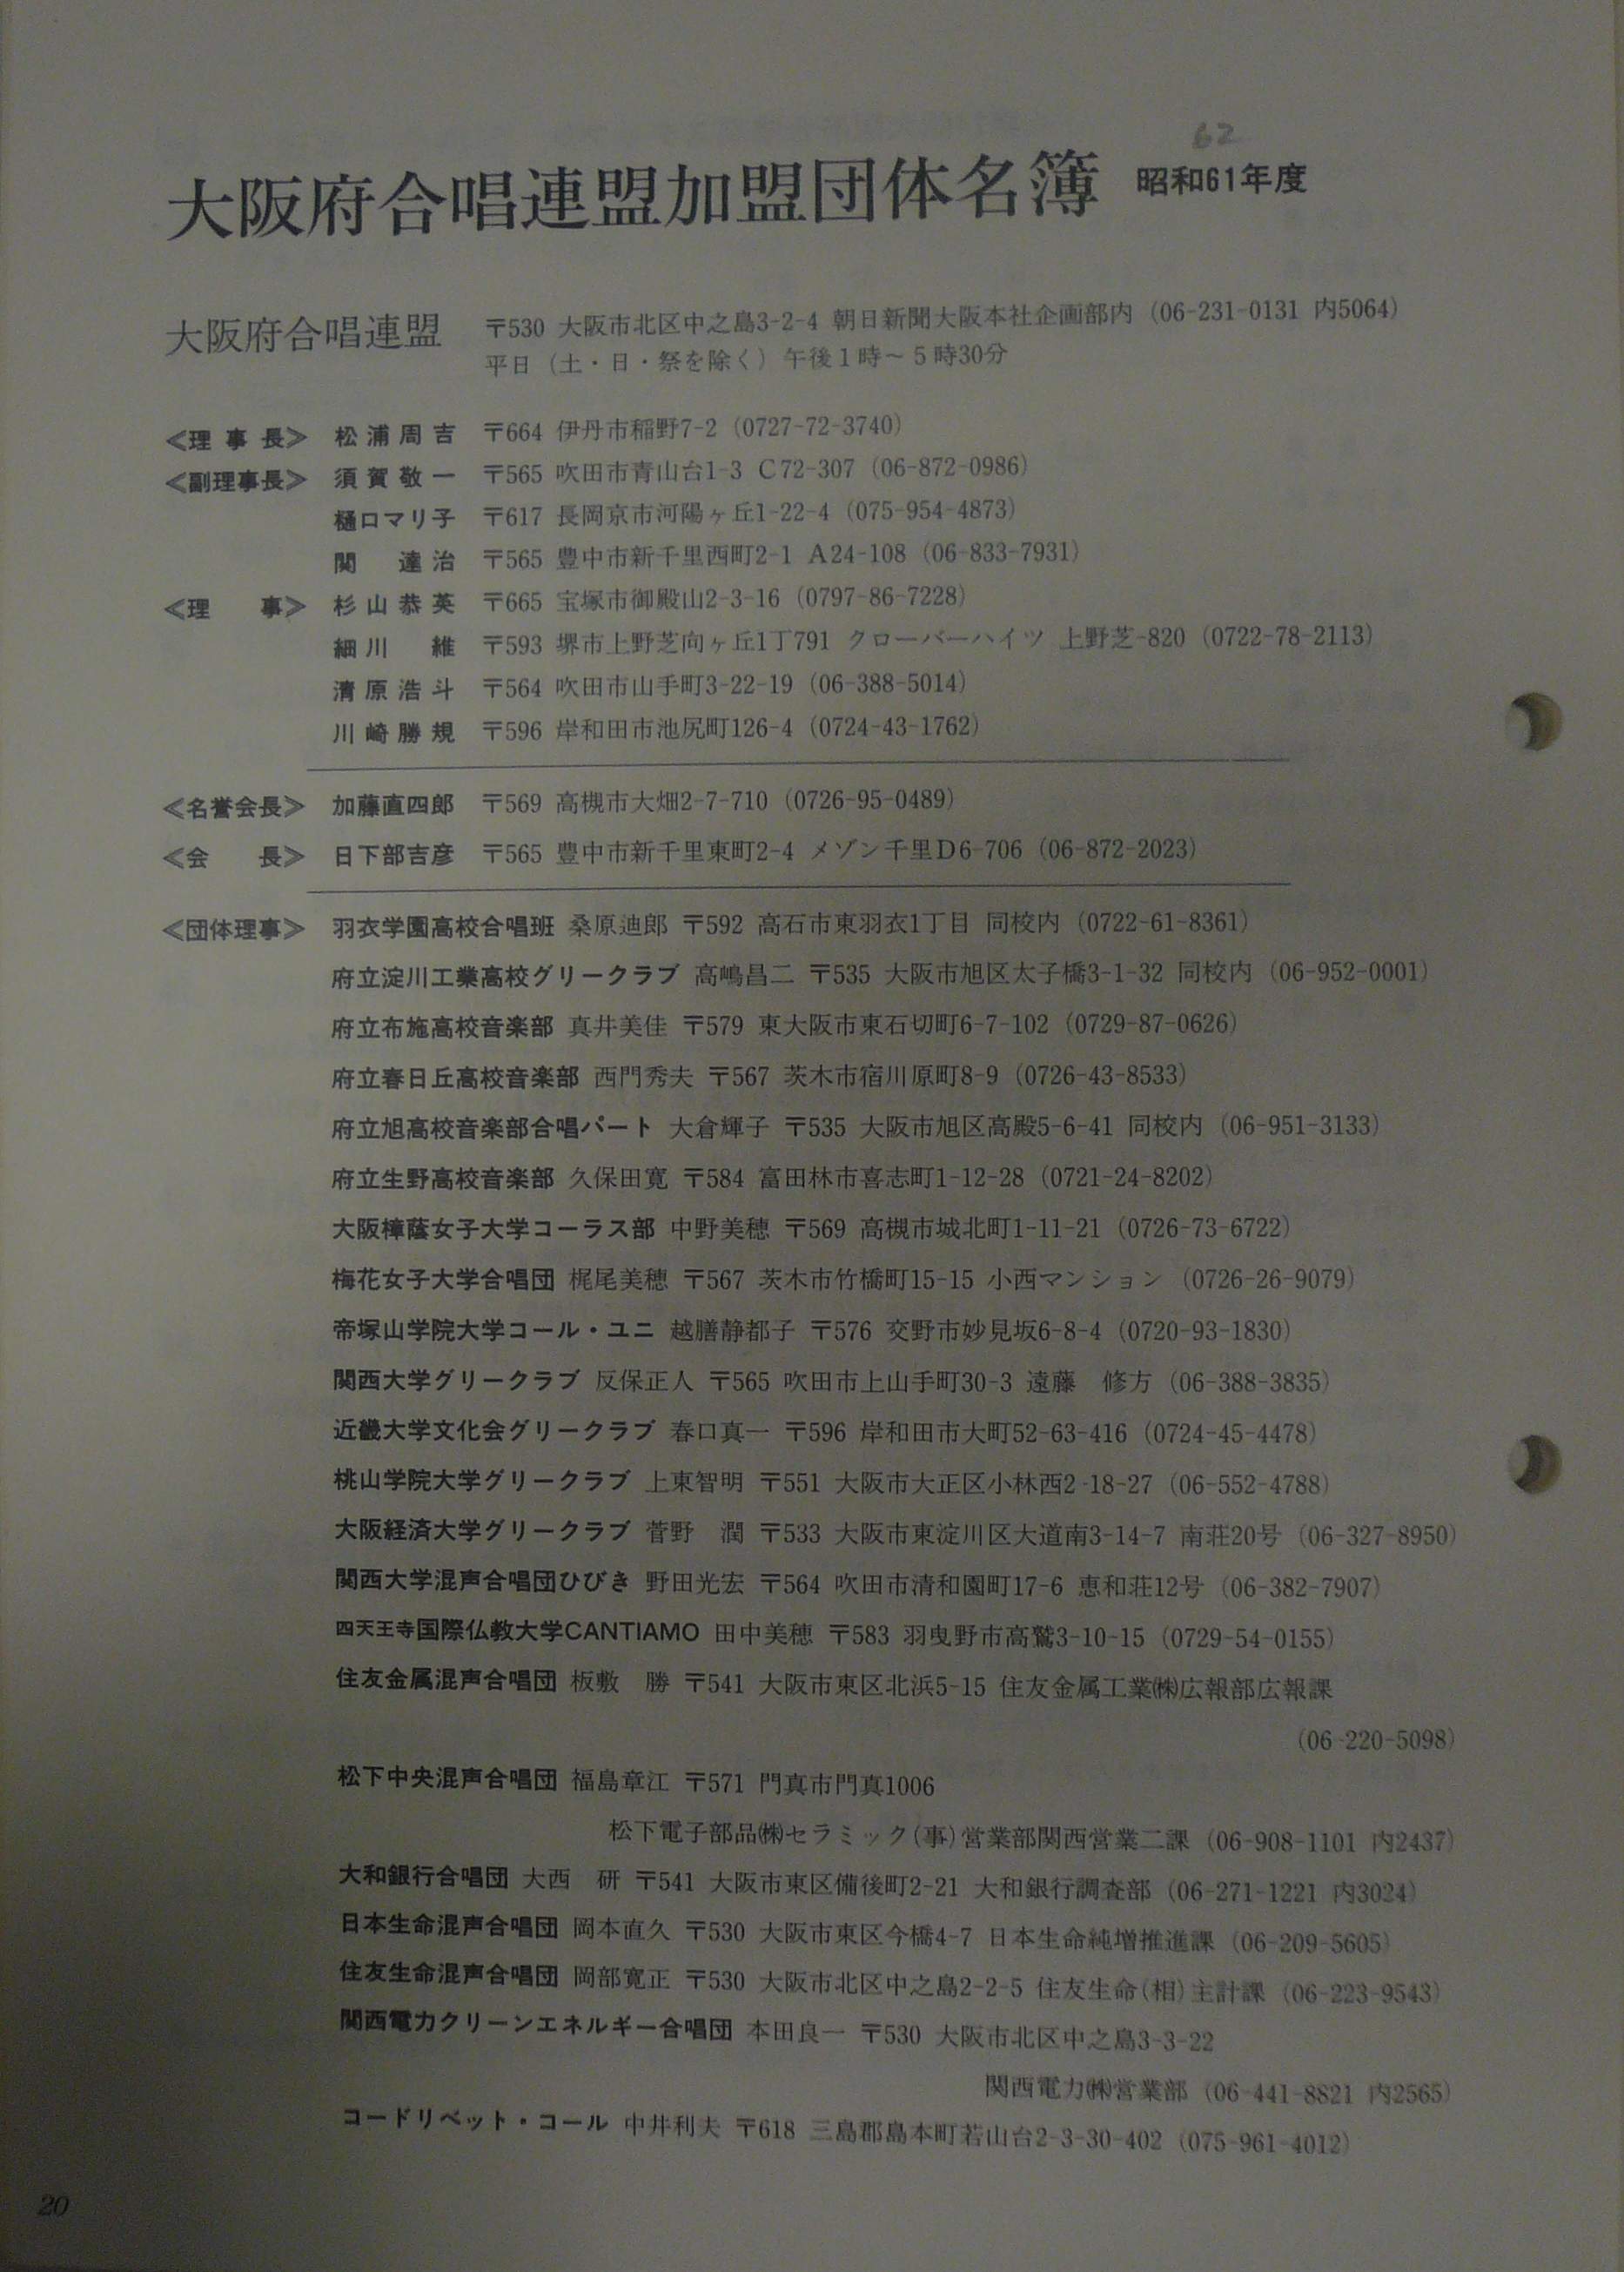 62
大阪府合唱連盟加盟団体名簿 昭和61年度
大阪府合唱連盟 〒530 大阪市北区中之島3-2-4 朝日新聞大阪本社企画部内 (06-231-0131 内5064)
平日（土・日・祭を除く）午後1時〜5時30分
≪理事長≫ 松浦周吉 〒664 伊丹市稲野7-2 (0727-72-3740)
≪副理事長≫ 須賀敬一 〒565 吹田市青山台1-3 C72-307 (06-872-0986)
樋口マリ子 〒617 長岡京市河陽ヶ丘1-22-4 (075-954-4873)
関 達治 〒565 豊中市新千里西町2-1 A24-108 (06-833-7931)
≪理 事≫ 杉山恭英 〒665 宝塚市御殿山2-3-16 (0797-86-7228)
細川 維 〒593 堺市上野芝向ヶ丘1丁791 クローバーハイツ 上野芝-820 (0722-78-2113)
清原浩斗 〒564 吹田市山手町3-22-19 (06-388-5014)
川崎勝規 〒596 岸和田市池尻町126-4 (0724-43-1762)
≪名誉会長≫ 加藤直四郎 〒569 高槻市大畑2-7-710 (0726-95-0489)
≪会 長≫ 日下部吉彦 〒565 豊中市新千里東町2-4 メゾン千里D6-706 (06-872-2023)
≪団体理事≫ 羽衣学園高校合唱班 桑原迪郎 〒592 高石市東羽衣1丁目 同校内 (0722-61-8361)
府立淀川工業高校グリークラブ 高嶋昌二 〒535 大阪市旭区太子橋3-1-32 同校内 (06-952-0001)
府立布施高校音楽部 真井美佳 〒579 東大阪市東石切町6-7-102 (0729-87-0626)
府立春日丘高校音楽部 西門秀夫 〒567 茨木市宿川原町8-9 (0726-43-8533)
府立旭高校音楽部合唱パート 大倉輝子 〒535 大阪市旭区高殿5-6-41 同校内 (06-951-3133)
府立生野高校音楽部 久保田寛 〒584 富田林市喜志町1-12-28 (0721-24-8202)
大阪樟蔭女子大学コーラス部 中野美穂 〒569 高槻市城北町1-11-21 (0726-73-6722)
梅花女子大学合唱団 梶尾美穂 〒567 茨木市竹橋町15-15 小西マンション (0726-26-9079)
帝塚山学院大学コール・ユニ 越膳静都子 〒576 交野市妙見坂6-8-4 (0720-93-1830)
関西大学グリークラブ 反保正人 〒565 吹田市上山手町30-3 遠藤 修方 (06-388-3835)
近畿大学文化会グリークラブ 春口真一 〒596 岸和田市大町52-63-416 (0724-45-4478)
桃山学院大学グリークラブ 上東智明 〒551 大阪市大正区小林西2-18-27 (06-552-4788)
大阪経済大学グリークラブ 菅野 潤 〒533 大阪市東淀川区大道南3-14-7 南荘20号 (06-327-8950)
関西大学混声合唱団ひびき 野田光宏 〒564 吹田市清和園町17-6 恵和荘12号 (06-382-7907)
四天王寺国際仏教大学CANTIAMO 田中美穂 〒583 羽曳野市高鷲3-10-15 (0729-54-0155)
住友金属混声合唱団 板敷 勝 〒541 大阪市東区北浜5-15 住友金属工業㈱広報部広報課
(06-220-5098)
松下中央混声合唱団 福島章江 〒571 門真市門真1006
松下電子部品㈱セラミック(事)営業部関西営業二課 (06-908-1101 内2437)
大和銀行合唱団 大西 研 〒541 大阪市東区備後町2-21 大和銀行調査部 (06-271-1221 内3024)
日本生命混声合唱団 岡本直久 〒530 大阪市東区今橋4-7 日本生命純増推進課 (06-209-5605)
住友生命混声合唱団 岡部寛正 〒530 大阪市北区中之島2-2-5 住友生命(相)主計課 (06-223-9543)
関西電力クリーンエネルギー合唱団 本田良一 〒530 大阪市北区中之島3-3-22
関西電力㈱営業部 (06-441-8821 内2565)
コードリベット・コール 中井利夫 〒618 三島郡島本町若山台2-3-30-402 (075-961-4012)
20